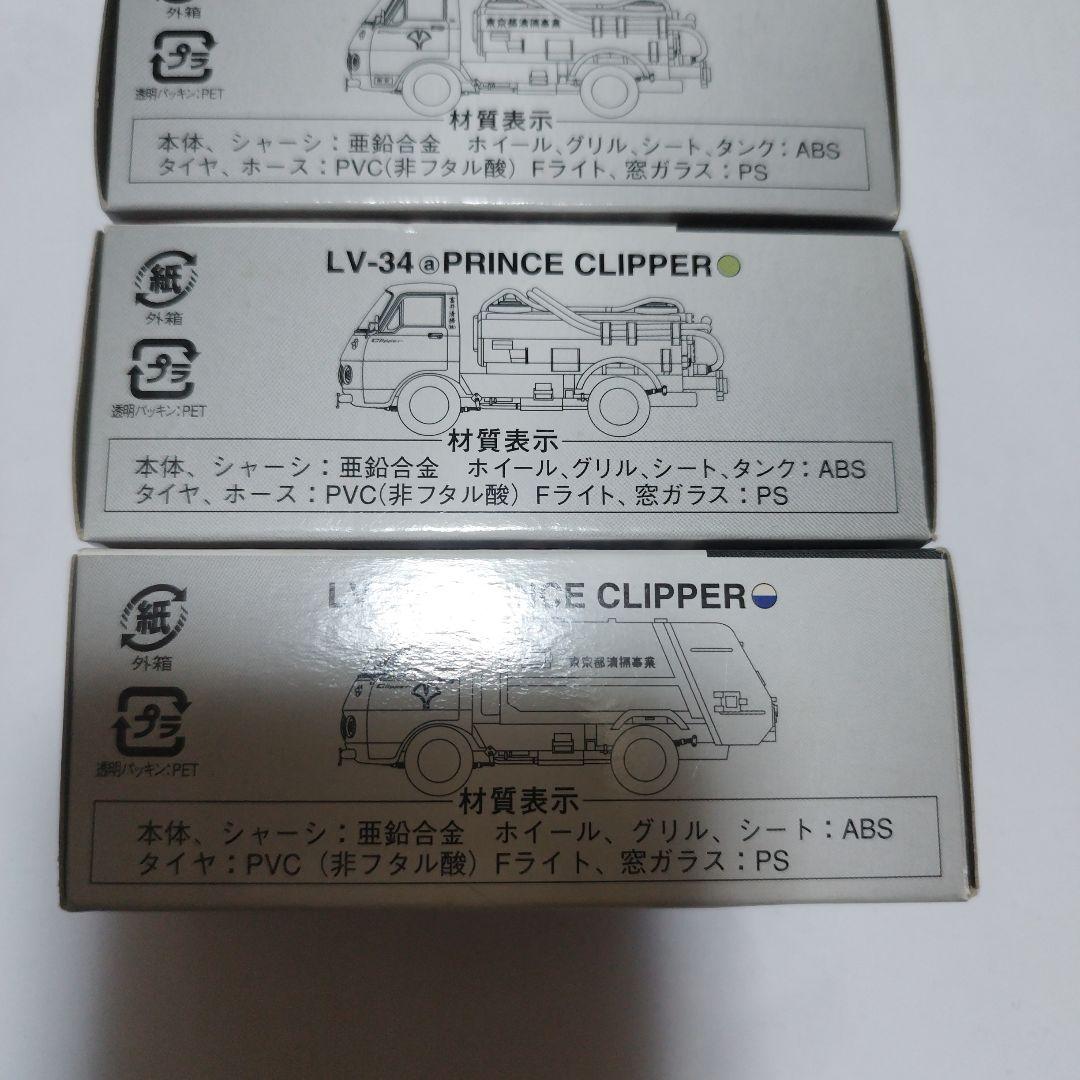 外箱
プラ
透明パッキン:PET
東京都清掃事業
材質表示
本体、シャーシ：亜鉛合金　ホイール、グリル、シート、タンク：ABS
タイヤ、ホース：PVC(非フタル酸) Fライト、窓ガラス：PS
紙
外箱
プラ
透明パッキン:PET
LV-34ⓐPRINCE CLIPPER
Clipper
材質表示
本体、シャーシ：亜鉛合金　ホイール、グリル、シート、タンク：ABS
タイヤ、ホース：PVC(非フタル酸) Fライト、窓ガラス：PS
紙
外箱
プラ
透明パッキン:PET
CLIPPER
東京都清掃事業
Clipper
材質表示
本体、シャーシ：亜鉛合金　ホイール、グリル、シート：ABS
タイヤ：PVC（非フタル酸）Fライト、窓ガラス：PS